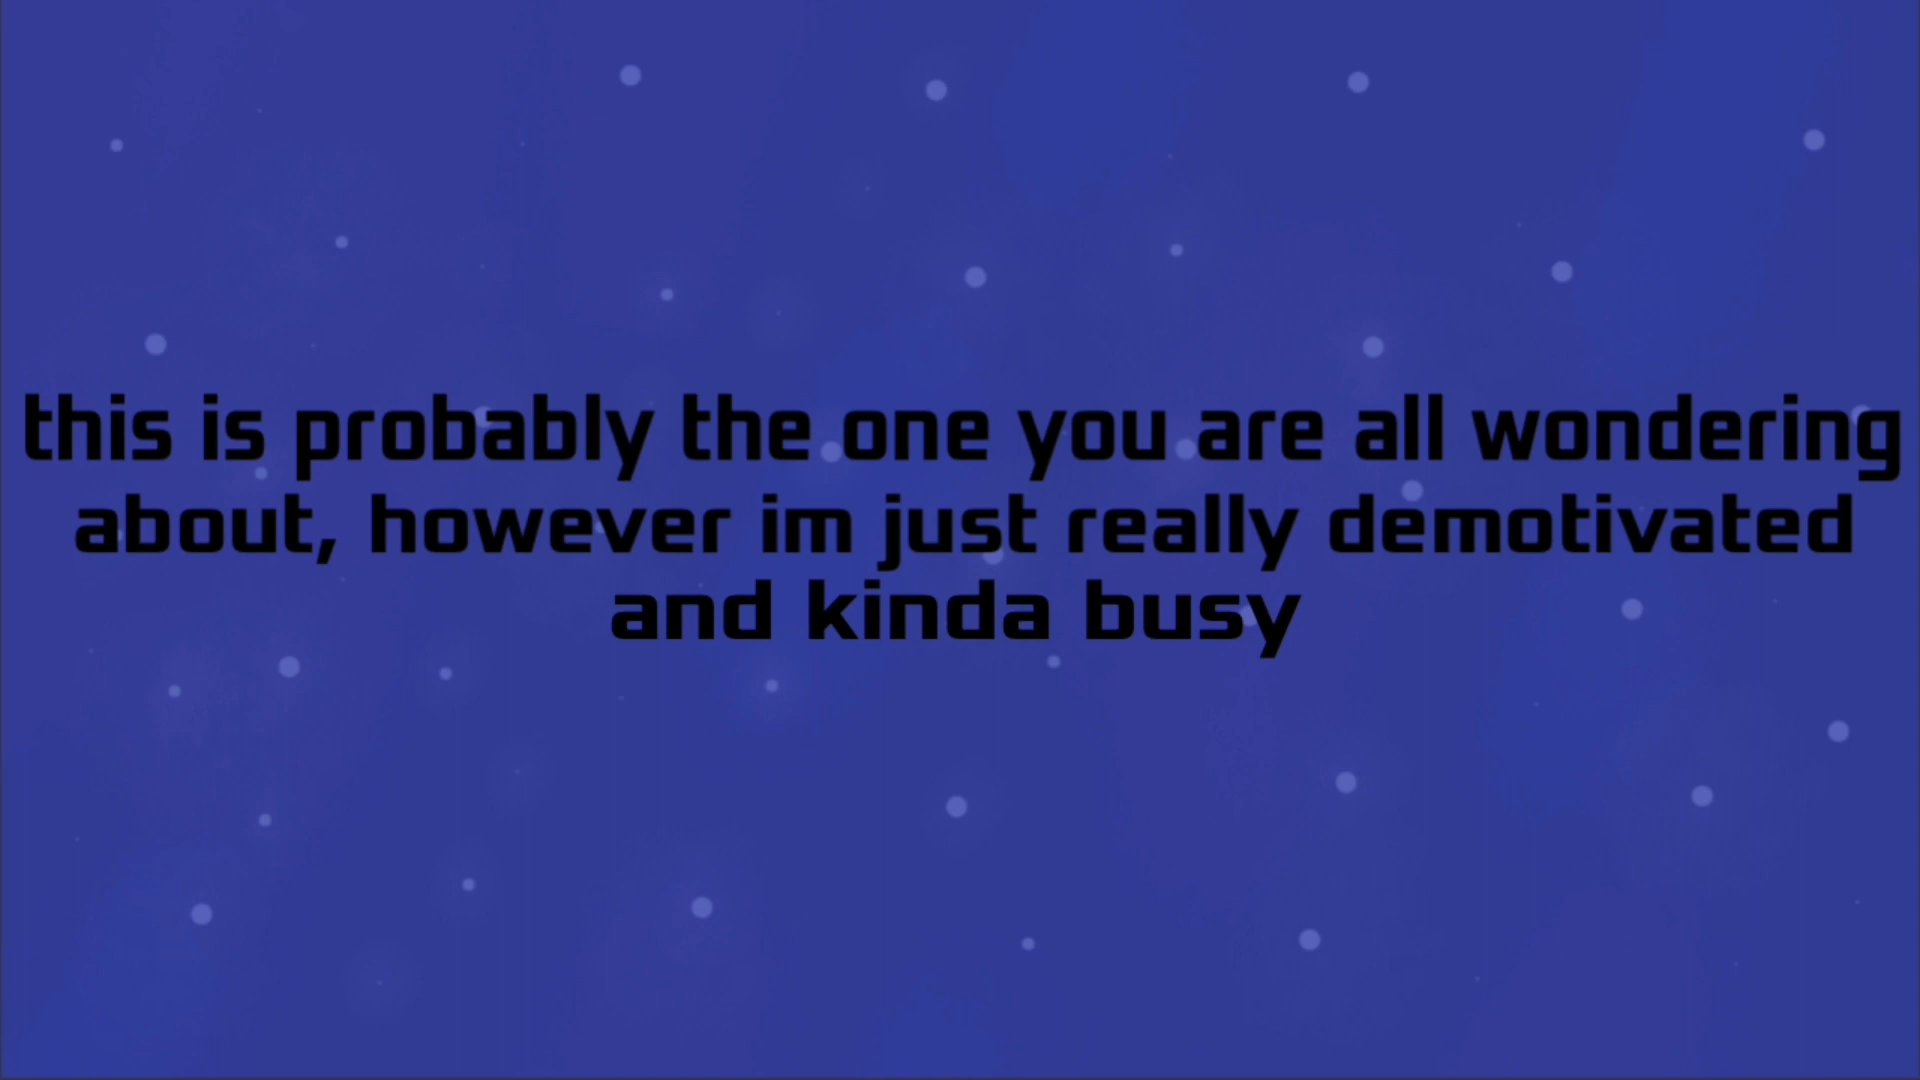 this is probably the one you are all wondering
about, however im just really demotivated
and kinda busy